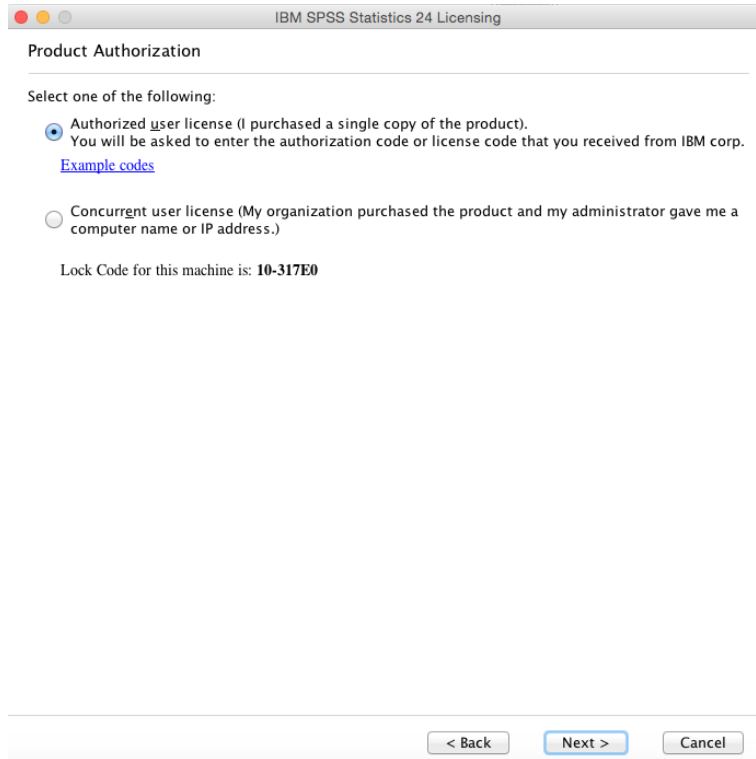 IBM SPSS Statistics 24 Licensing
Product Authorization
Select one of the following:
Authorized user license (I purchased a single copy of the product).
You will be asked to enter the authorization code or license code that you received from IBM corp.
Example codes
Concurrent user license (My organization purchased the product and my administrator gave me a
computer name or IP address.)
Lock Code for this machine is: 10-317E0
< Back
Next >
Cancel